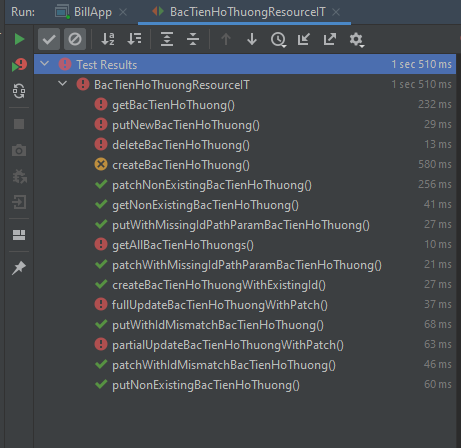 Run: BillApp × BacTienHoThuongResourceIT ×
Test Results 1 sec 510 ms
BacTienHoThuongResourceIT 1 sec 510 ms
getBacTienHoThuong() 232 ms
putNewBacTienHoThuong() 29 ms
deleteBacTienHoThuong() 13 ms
createBacTienHoThuong() 580 ms
patchNonExistingBacTienHoThuong() 256 ms
getNonExistingBacTienHoThuong() 41 ms
putWithMissingIdPathParamBacTienHoThuong() 27 ms
getAllBacTienHoThuongs() 10 ms
patchWithMissingIdPathParamBacTienHoThuong() 21 ms
createBacTienHoThuongWithExistingId() 27 ms
fullUpdateBacTienHoThuongWithPatch() 37 ms
putWithIdMismatchBacTienHoThuong() 68 ms
partialUpdateBacTienHoThuongWithPatch() 63 ms
patchWithIdMismatchBacTienHoThuong() 46 ms
putNonExistingBacTienHoThuong() 60 ms